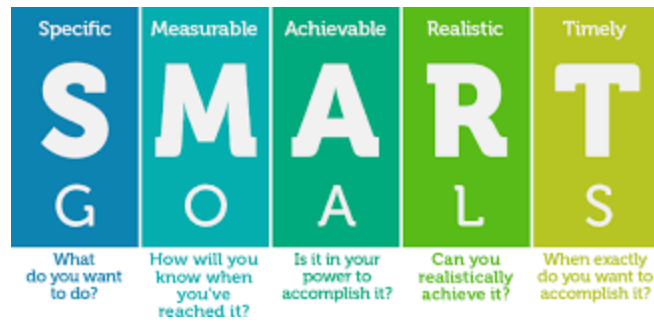 Specific Measurable Achievable Realistic Timely
S M A R T
G O A L S
What
do you want
to do?
How will you
know when
you've
reached it?
Is it in your
power to
accomplish it?
Can you
realistically
achieve it?
When exactly
do you want to
accomplish it?